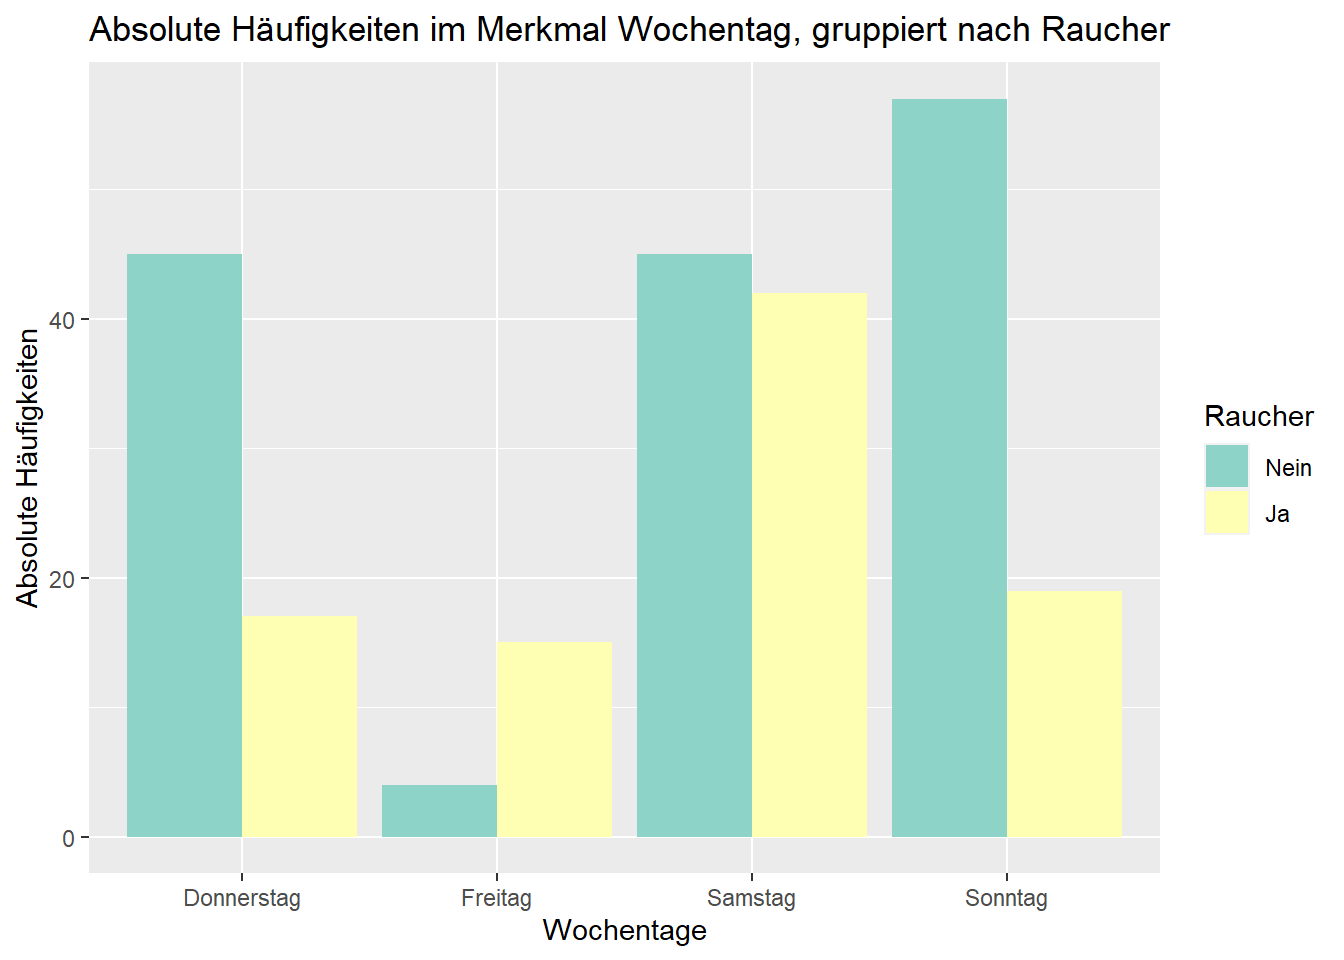 Absolute Häufigkeiten im Merkmal Wochentag, gruppiert nach Raucher
Absolute Häufigkeiten
40
20
0
Donnerstag
Freitag
Samstag
Sonntag
Wochentage
Raucher
Nein
Ja